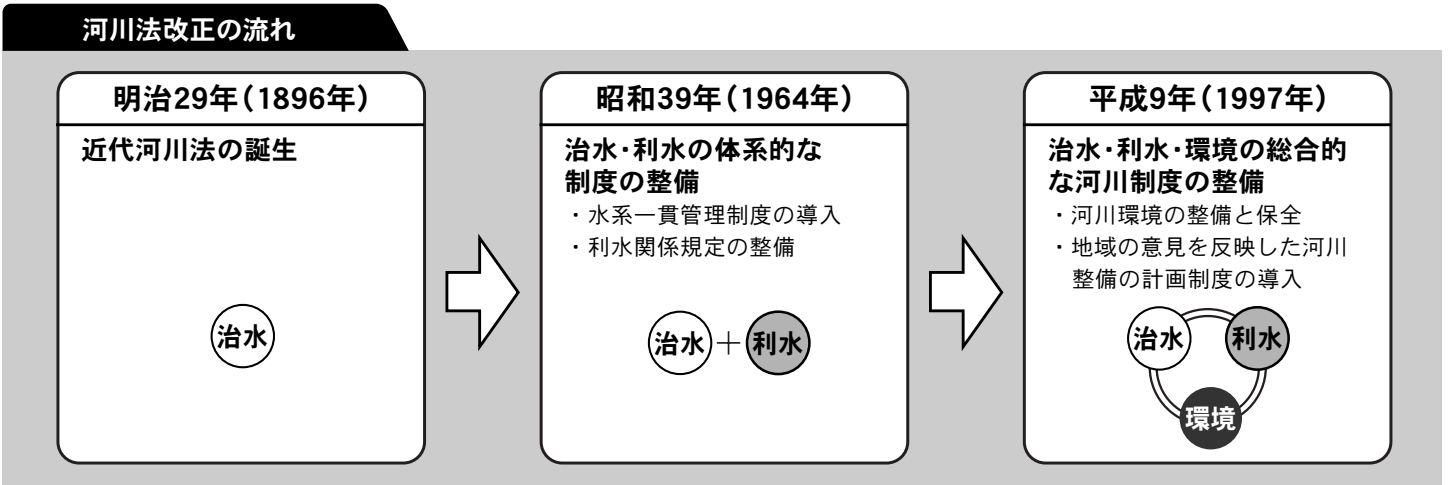 河川法改正の流れ
明治29年(1896年)
近代河川法の誕生
治水
昭和39年(1964年)
治水・利水の体系的な
制度の整備
・水系一貫管理制度の導入
・利水関係規定の整備
治水+利水
平成9年(1997年)
治水・利水・環境の総合的
な河川制度の整備
・河川環境の整備と保全
・地域の意見を反映した河川
整備の計画制度の導入
治水 利水
環境